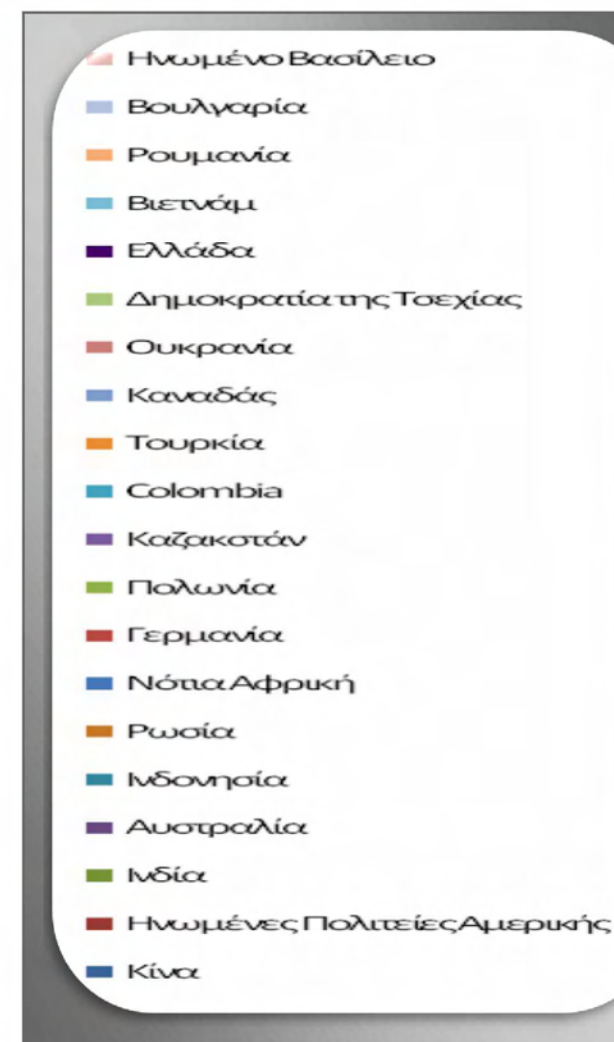 Ηνωμένο Βασίλειο
Βουλγαρία
Ρουμανία
Βιετνάμ
Ελλάδα
Δημοκρατία της Τσεχίας
Ουκρανία
Καναδάς
Τουρκία
Colombia
Καζακστάν
Πολωνία
Γερμανία
Νότια Αφρική
Ρωσία
Ινδονησία
Αυστραλία
Ινδία
Ηνωμένες Πολιτείες Αμερικής
Κίνα